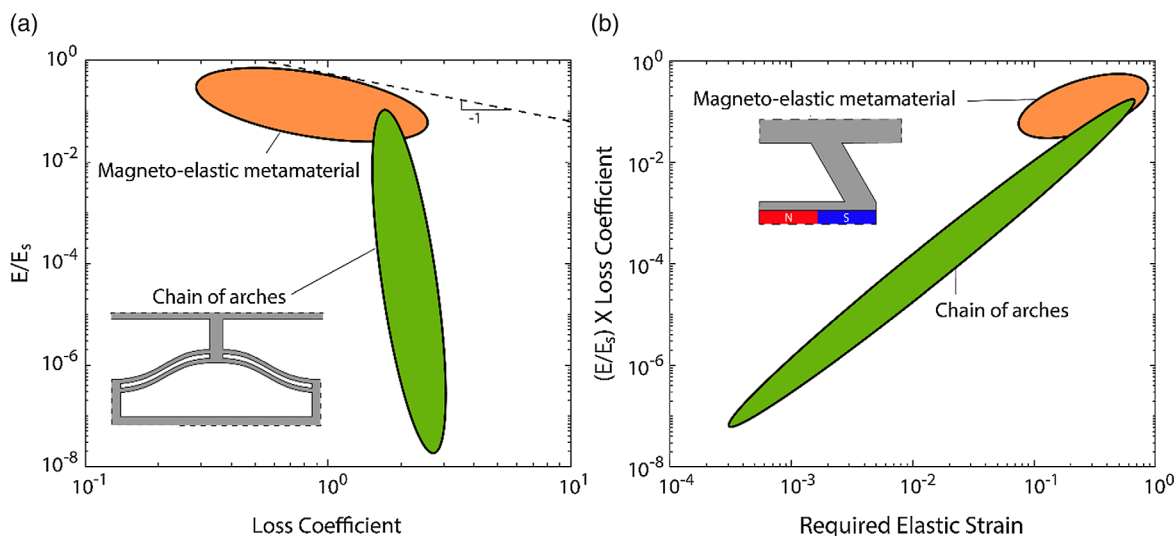 (a)
10^0
10^-2
10^-4
10^-6
10^-8
E/E_s
-1
Magneto-elastic metamaterial
Chain of arches
10^-1
10^0
10^1
Loss Coefficient
(b)
10^0
10^-2
10^-4
10^-6
10^-8
(E/E_s) X Loss Coefficient
Magneto-elastic metamaterial
N S
Chain of arches
10^-4
10^-3
10^-2
10^-1
10^0
Required Elastic Strain